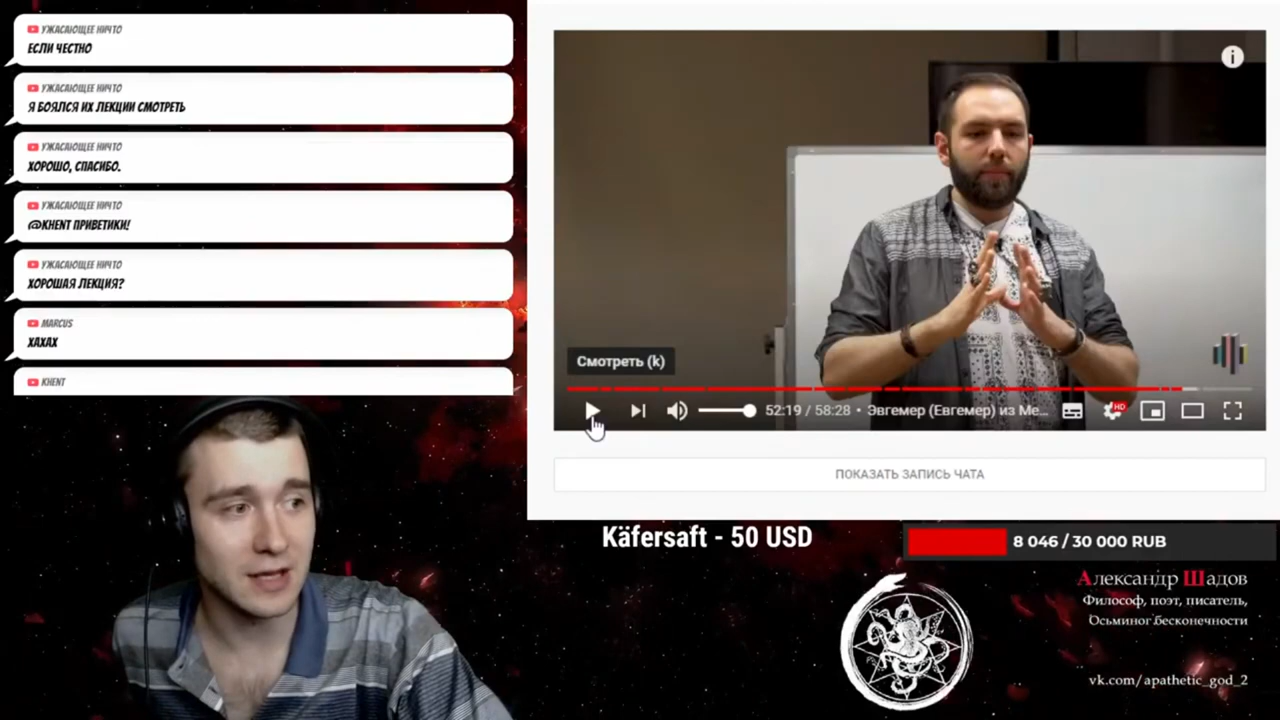 УЖАСАЮЩЕЕ НИЧТО
ЕСЛИ ЧЕСТНО
УЖАСАЮЩЕЕ НИЧТО
Я БОЯЛСЯ ИХ ЛЕКЦИИ СМОТРЕТЬ
УЖАСАЮЩЕЕ НИЧТО
ХОРОШО, СПАСИБО.
УЖАСАЮЩЕЕ НИЧТО
@KHENT ПРИВЕТИКИ!
УЖАСАЮЩЕЕ НИЧТО
ХОРОШАЯ ЛЕКЦИЯ?
MARCUS
ХАХАХ
KHENT
Смотреть (k)
52:19 / 58:28 • Эвгемер (Евгемер) из Ме...
HD
ПОКАЗАТЬ ЗАПИСЬ ЧАТА
Käfersaft - 50 USD
8 046 / 30 000 RUB
Александр Шадов
Философ, поэт, писатель,
Осьминог бесконечности
vk.com/apathetic_god_2